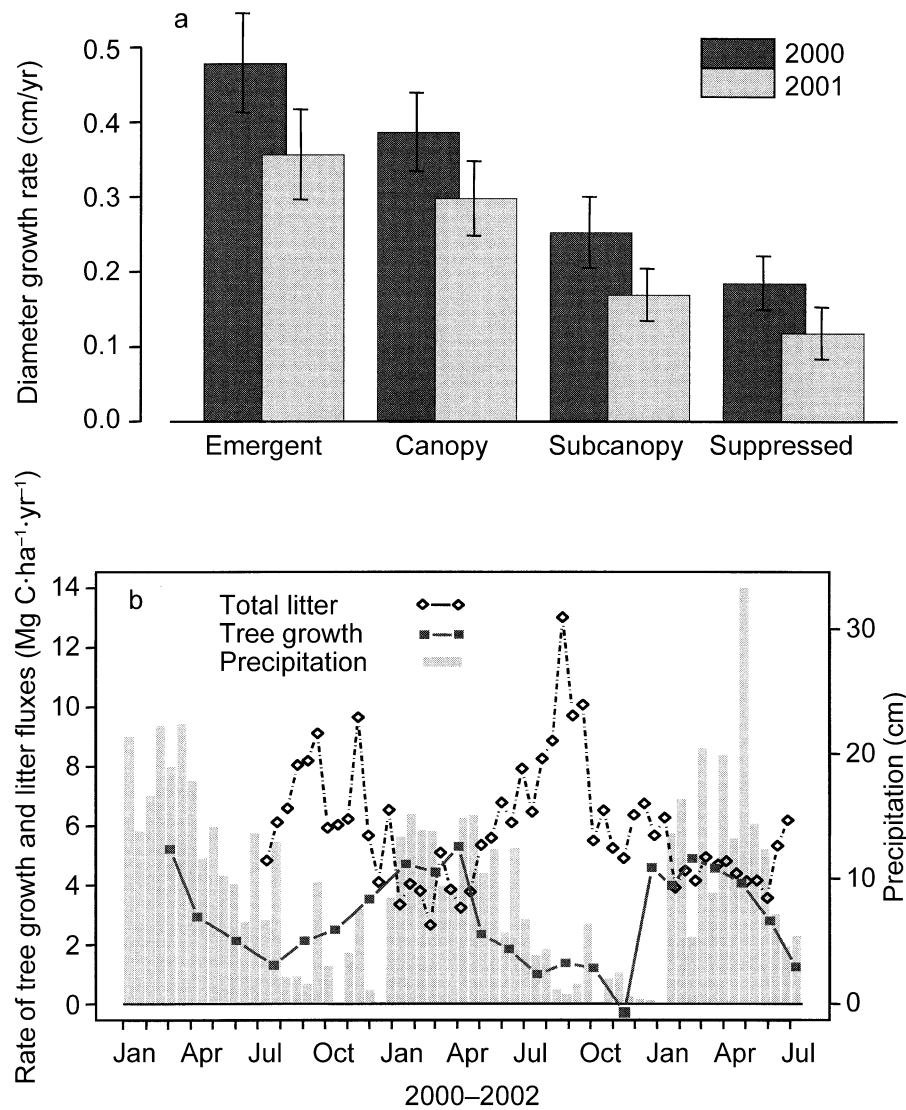 a
Diameter growth rate (cm/yr)
0.5
0.4
0.3
0.2
0.1
0.0
2000
2001
Emergent Canopy Subcanopy Suppressed
b
Rate of tree growth and litter fluxes (Mg C·ha⁻¹·yr⁻¹)
14
12
10
8
6
4
2
0
Total litter
Tree growth
Precipitation
30
20
10
0
Precipitation (cm)
Jan Apr Jul Oct Jan Apr Jul Oct Jan Apr Jul
2000–2002